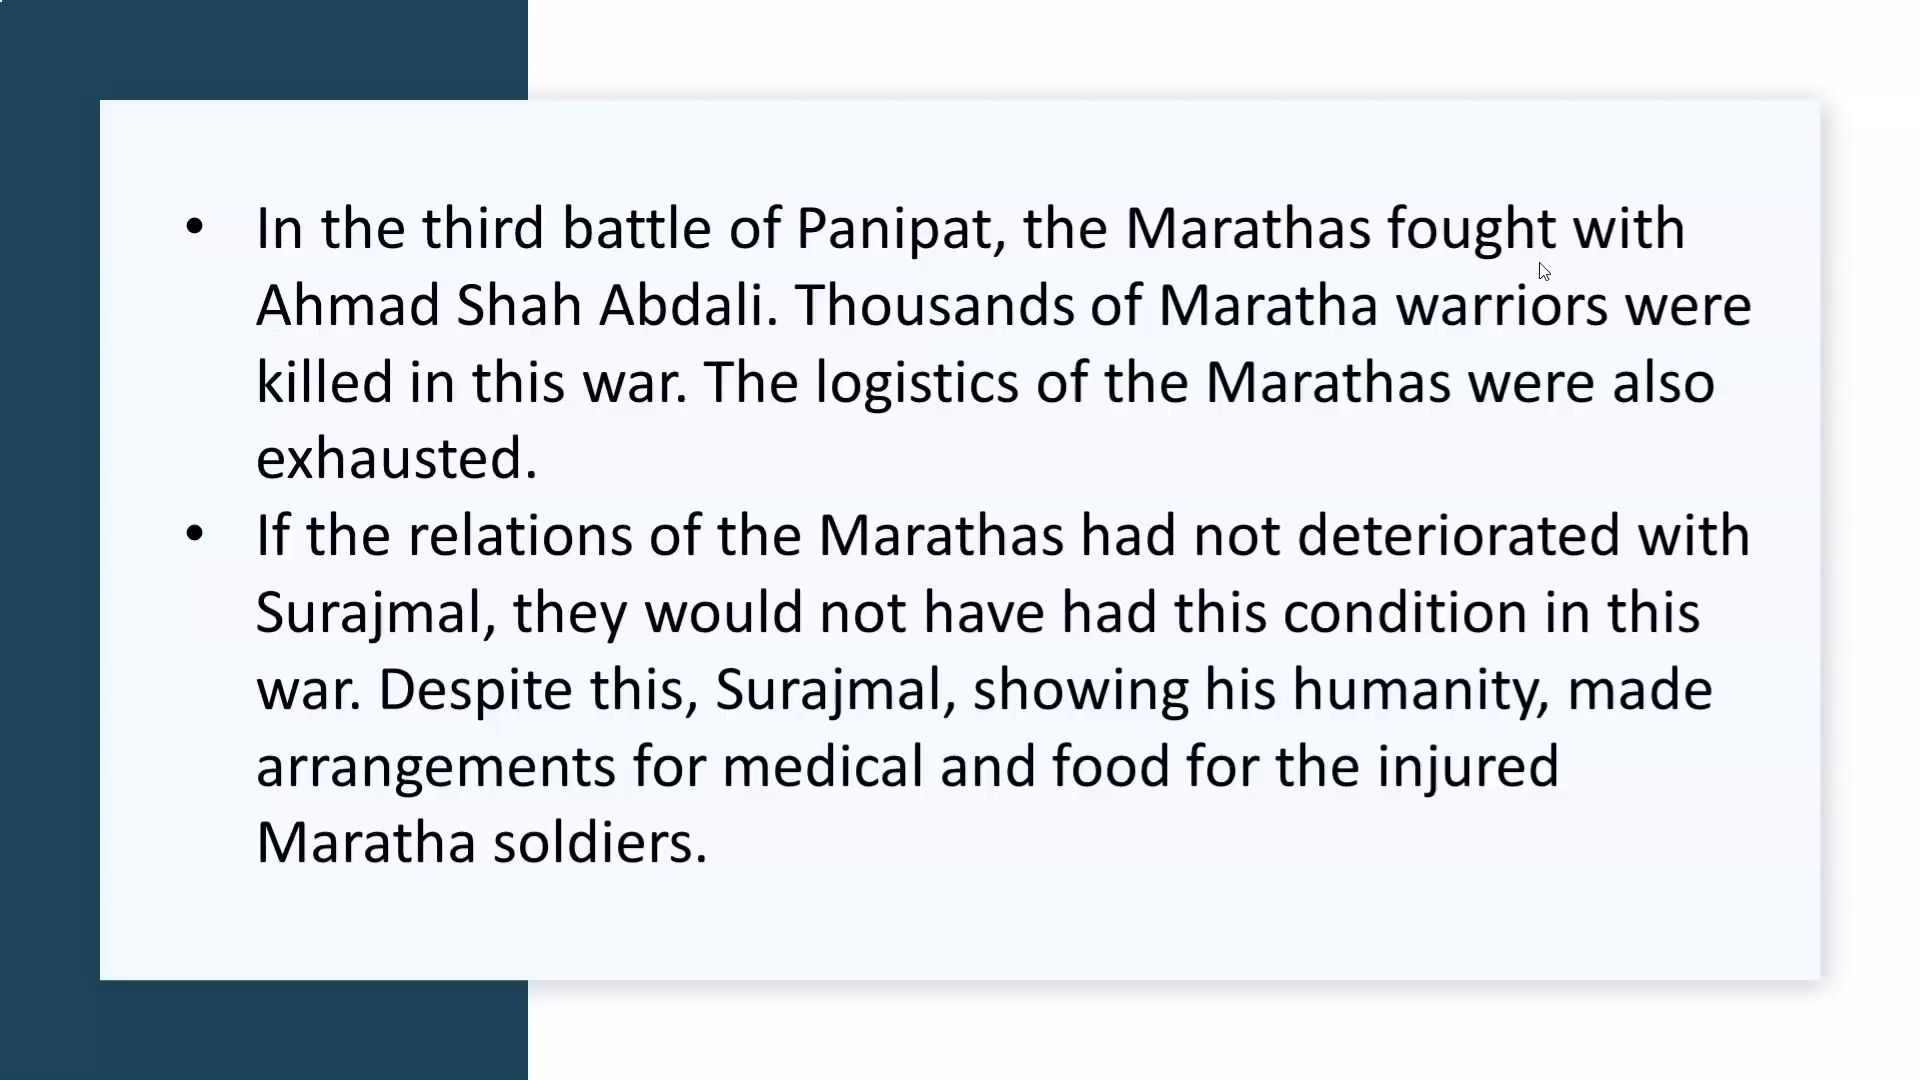 • In the third battle of Panipat, the Marathas fought with
Ahmad Shah Abdali. Thousands of Maratha warriors were
killed in this war. The logistics of the Marathas were also
exhausted.
• If the relations of the Marathas had not deteriorated with
Surajmal, they would not have had this condition in this
war. Despite this, Surajmal, showing his humanity, made
arrangements for medical and food for the injured
Maratha soldiers.